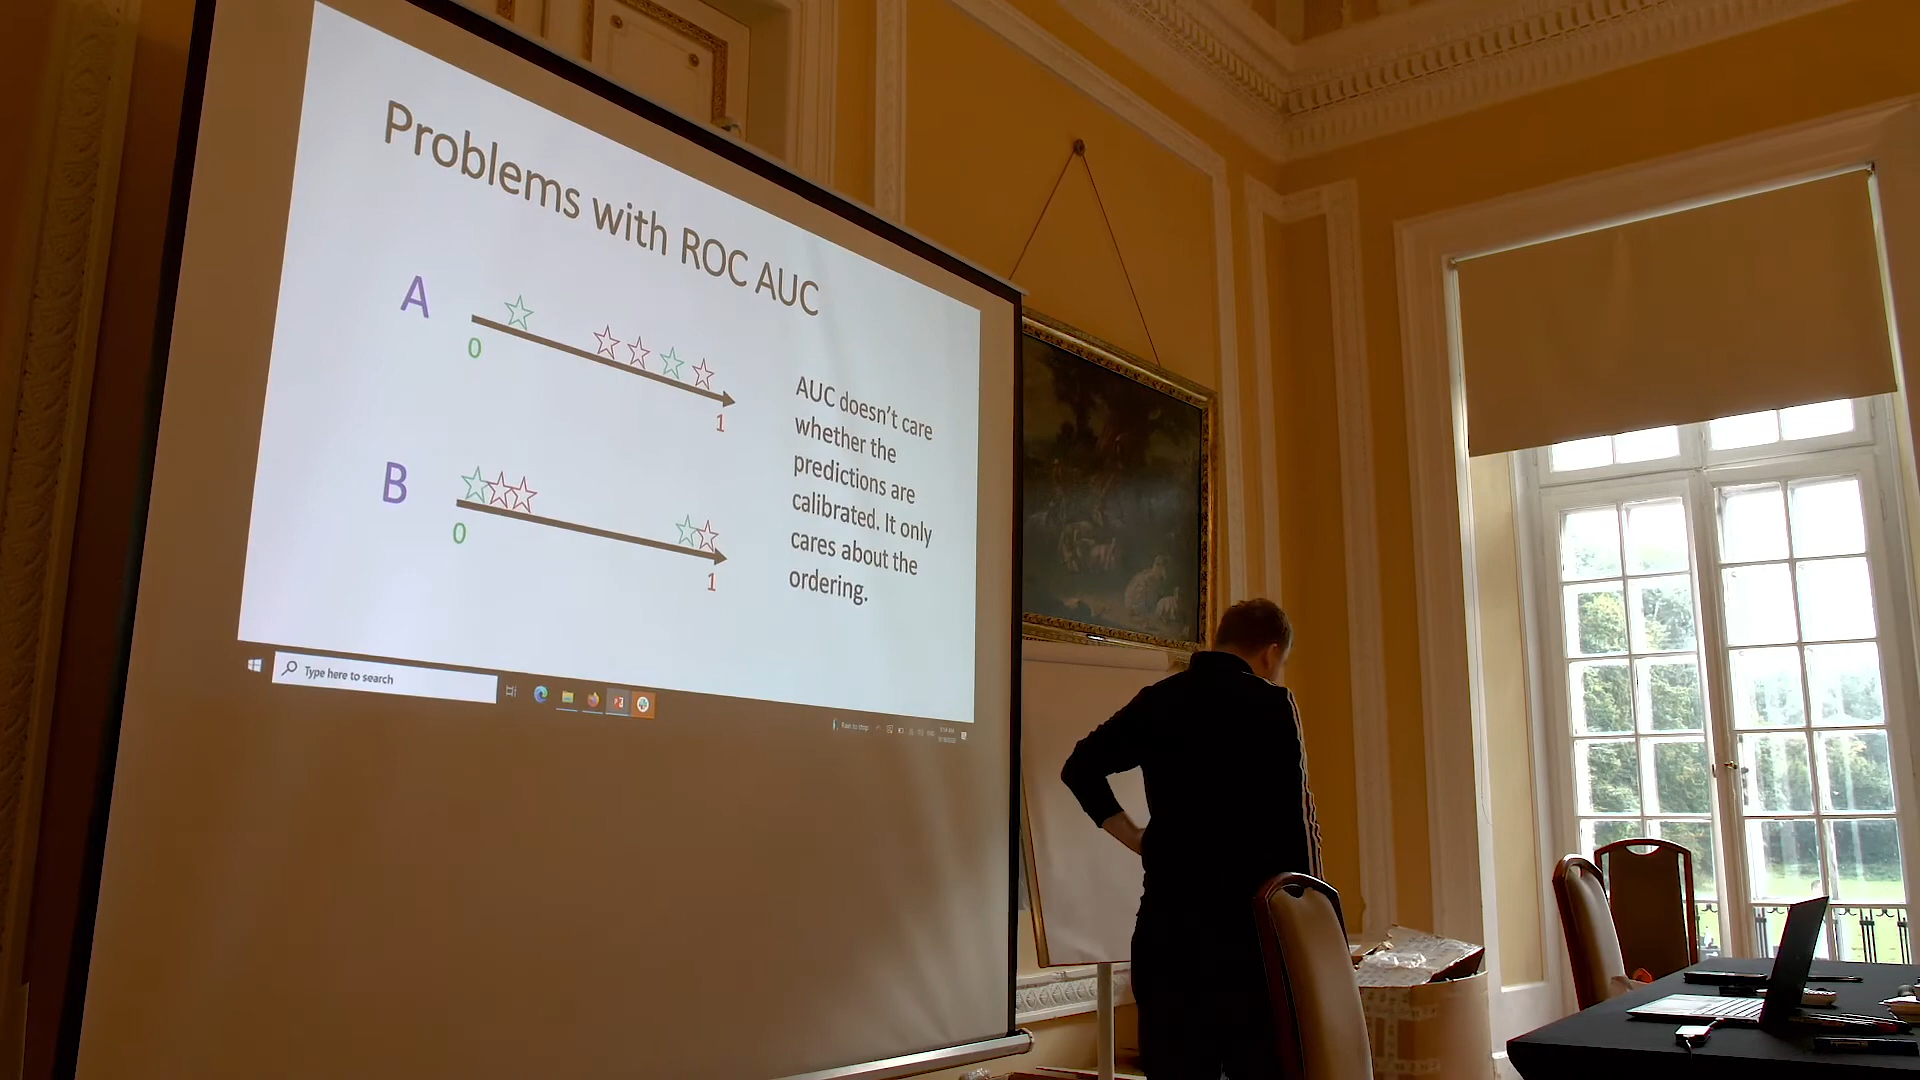 Problems with ROC AUC
A
0
1
B
0
1
AUC doesn't care
whether the
predictions are
calibrated. It only
cares about the
ordering.
Type here to search